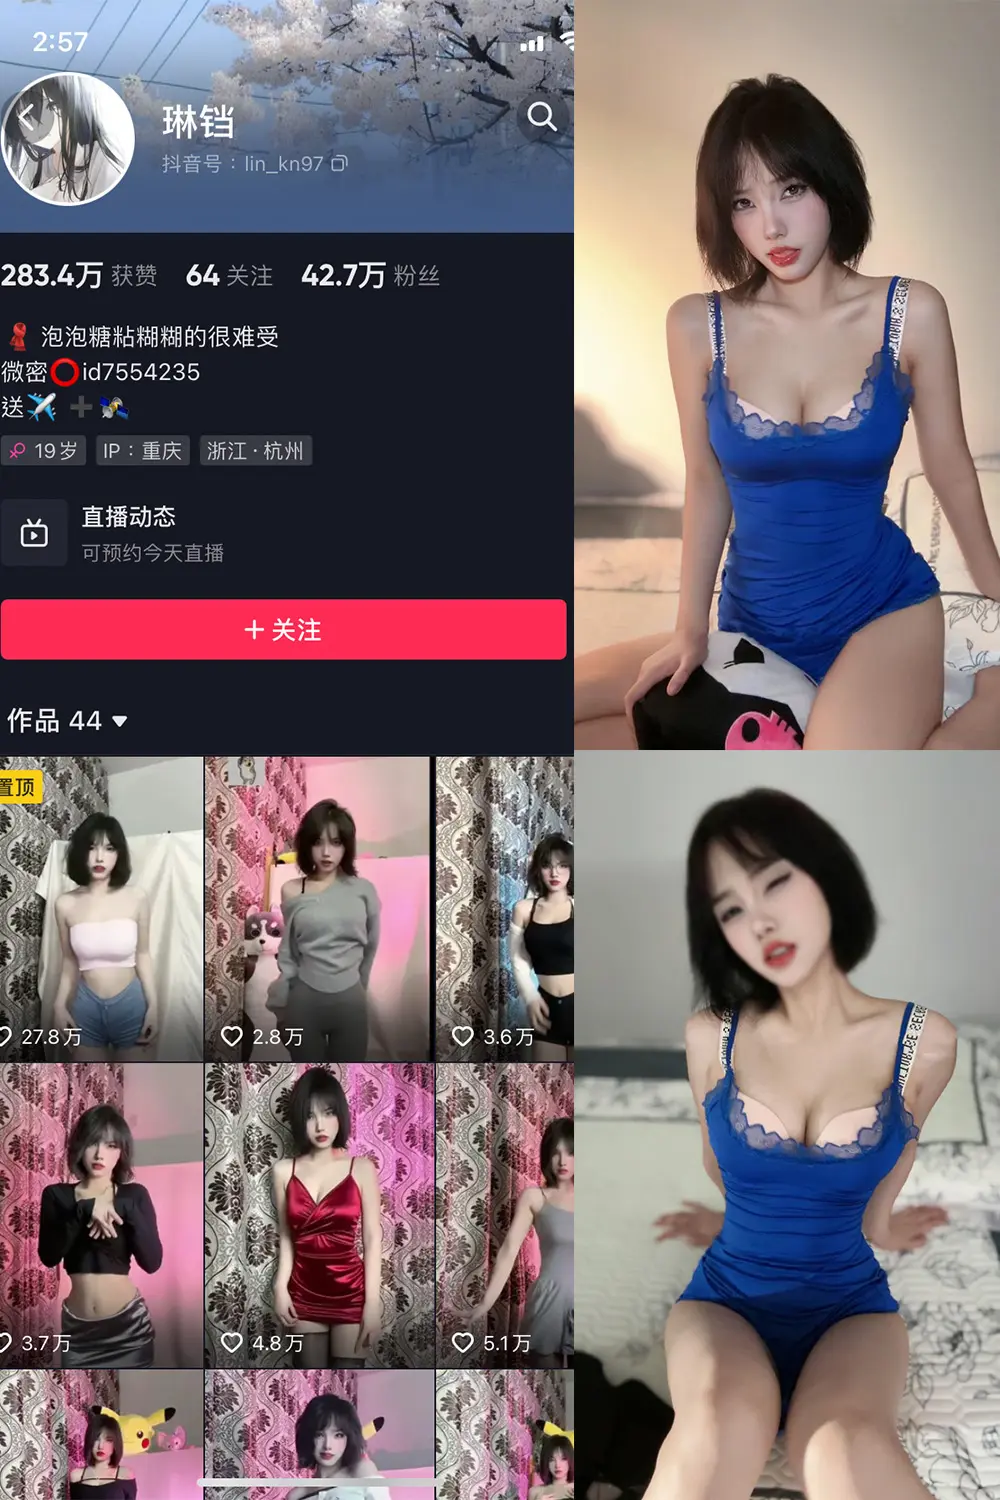 2:57
琳铛
抖音号：lin_kn97
283.4万 获赞 64 关注 42.7万 粉丝
泡泡糖粘糊糊的很难受
微密⭕id7554235
送✈️➕🛰️
19岁 IP：重庆 浙江·杭州
直播动态
可预约今天直播
+ 关注
作品 44
置顶
27.8万 2.8万 3.6万
3.7万 4.8万 5.1万